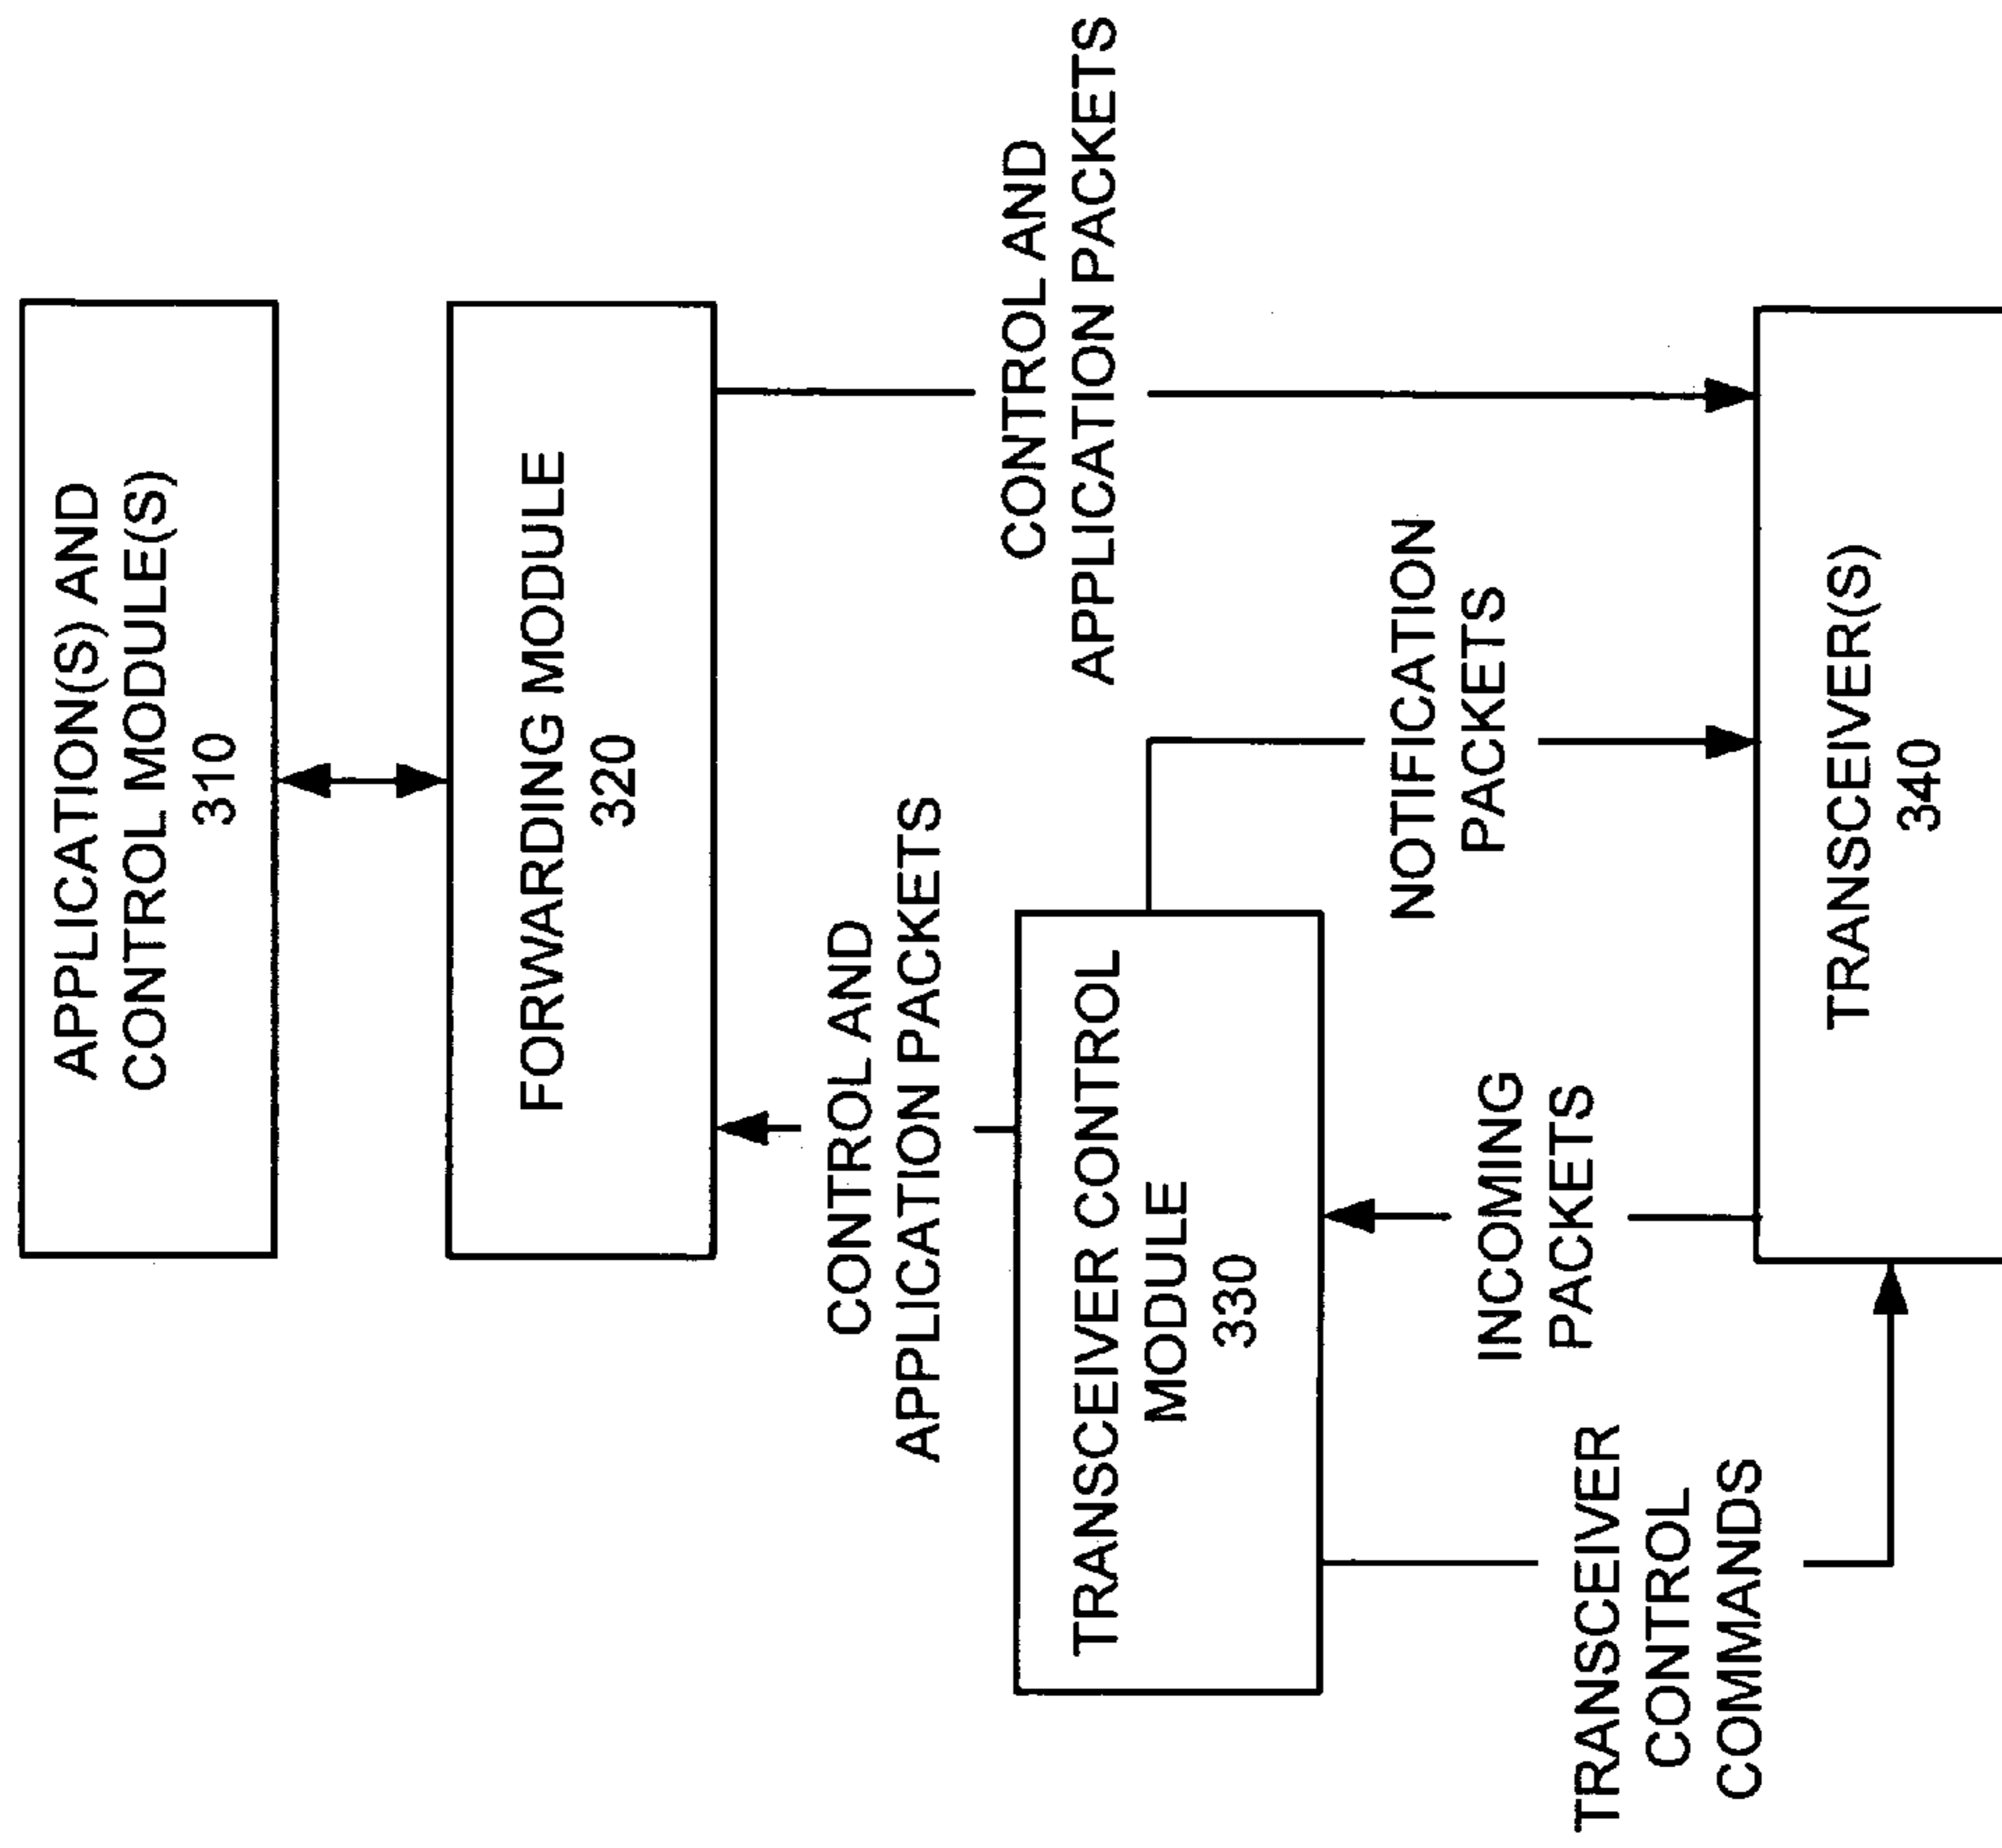 APPLICATION(S) AND
CONTROL MODULE(S)
310
FORWARDING MODULE
320
CONTROL AND
APPLICATION PACKETS
CONTROL AND
APPLICATION PACKETS
TRANSCEIVER CONTROL
MODULE
330
NOTIFICATION
PACKETS
INCOMING
PACKETS
TRANSCEIVER
CONTROL
COMMANDS
TRANSCEIVER(S)
340